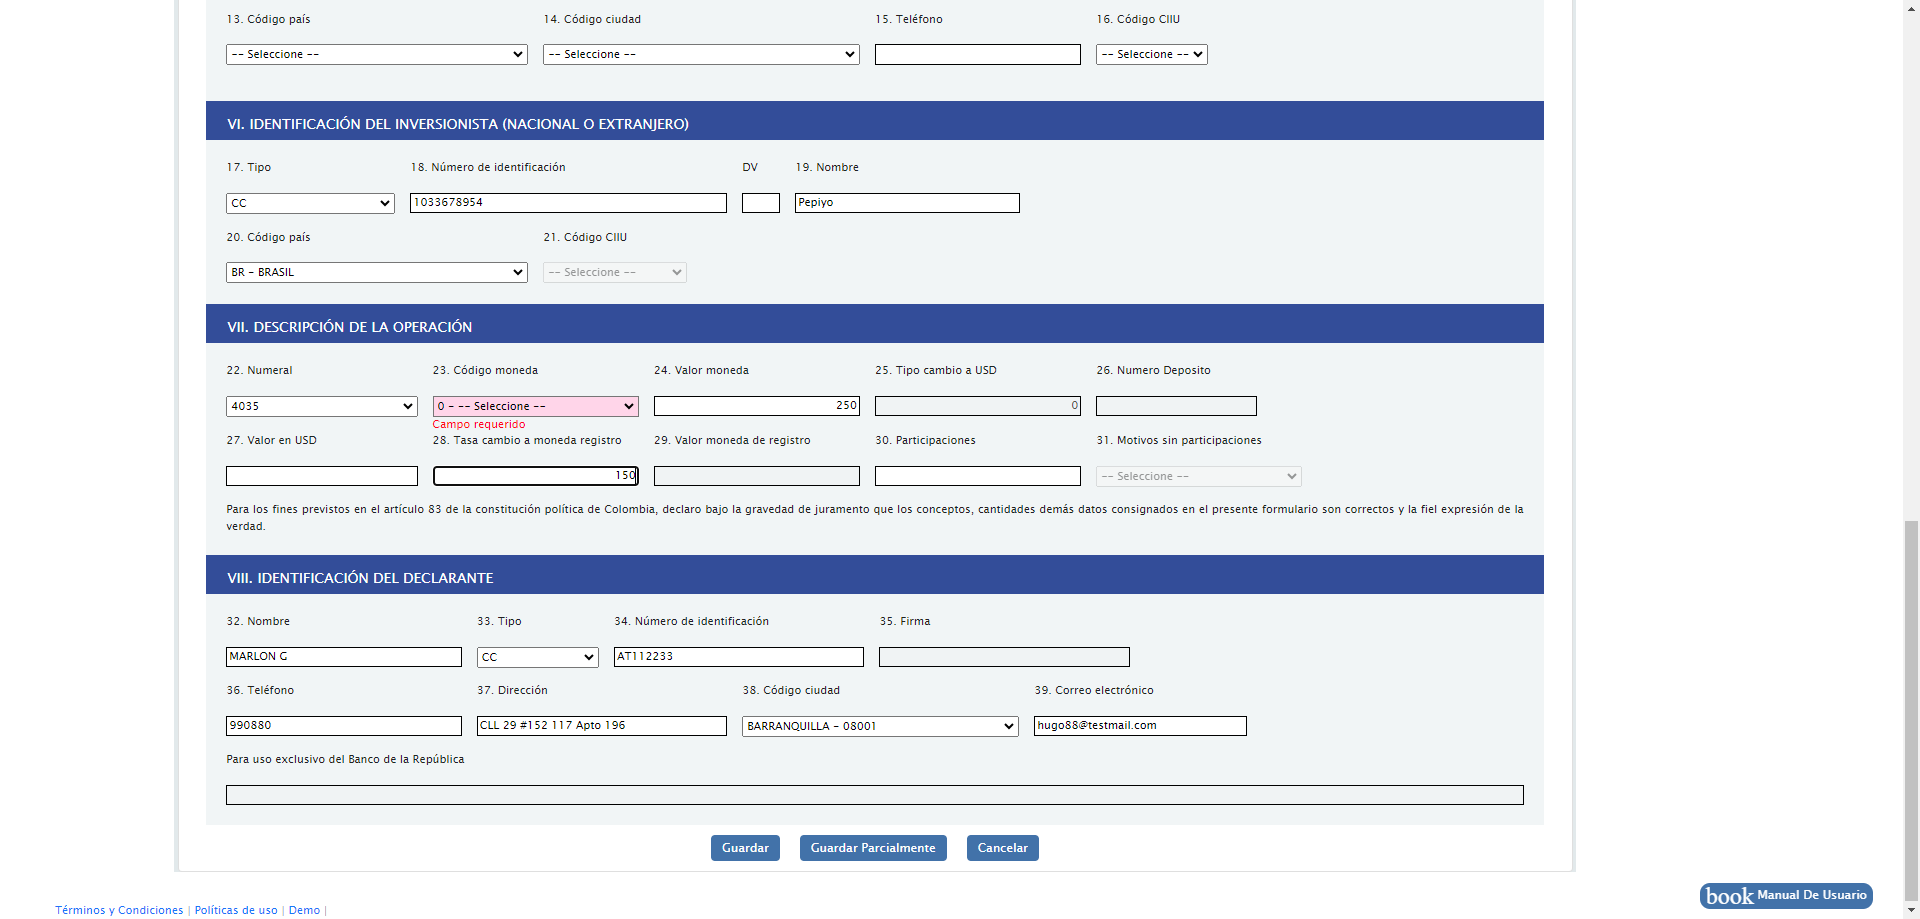 13. Código país 14. Código ciudad 15. Teléfono 16. Código CIIU
-- Seleccione -- -- Seleccione -- -- Seleccione --
VI. IDENTIFICACIÓN DEL INVERSIONISTA (NACIONAL O EXTRANJERO)
17. Tipo 18. Número de identificación DV 19. Nombre
CC 1033678954 Pepiyo
20. Código país 21. Código CIIU
BR - BRASIL -- Seleccione --
VII. DESCRIPCIÓN DE LA OPERACIÓN
22. Numeral 23. Código moneda 24. Valor moneda 25. Tipo cambio a USD 26. Numero Deposito
4035 0 - -- Seleccione -- 250 0
Campo requerido
27. Valor en USD 28. Tasa cambio a moneda registro 29. Valor moneda de registro 30. Participaciones 31. Motivos sin participaciones
150 -- Seleccione --
Para los fines previstos en el artículo 83 de la constitución política de Colombia, declaro bajo la gravedad de juramento que los conceptos, cantidades demás datos consignados en el presente formulario son correctos y la fiel expresión de la
verdad.
VIII. IDENTIFICACIÓN DEL DECLARANTE
32. Nombre 33. Tipo 34. Número de identificación 35. Firma
MARLON G CC AT112233
36. Teléfono 37. Dirección 38. Código ciudad 39. Correo electrónico
990880 CLL 29 #152 117 Apto 196 BARRANQUILLA - 08001 hugo88@testmail.com
Para uso exclusivo del Banco de la República
Guardar Guardar Parcialmente Cancelar
book Manual De Usuario
Términos y Condiciones | Políticas de uso | Demo |